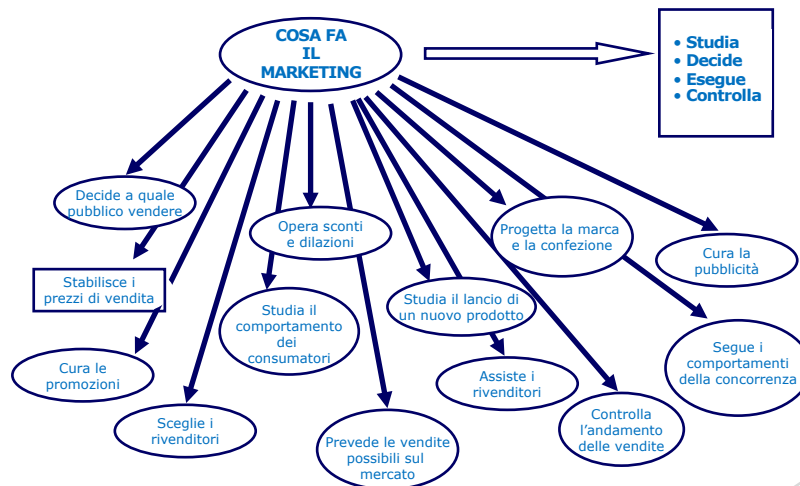 COSA FA
IL
MARKETING
• Studia
• Decide
• Esegue
• Controlla
Decide a quale
pubblico vendere
Opera sconti
e dilazioni
Progetta la marca
e la confezione
Cura la
pubblicità
Stabilisce i
prezzi di vendita
Studia il
comportamento
dei
consumatori
Studia il lancio di
un nuovo prodotto
Segue i
comportamenti
della concorrenza
Cura le
promozioni
Assiste i
rivenditori
Sceglie i
rivenditori
Prevede le vendite
possibili sul
mercato
Controlla
l’andamento
delle vendite